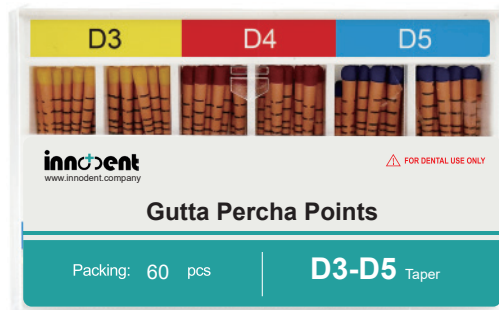 D3 D4 D5
innodent
www.innodent.company
FOR DENTAL USE ONLY
Gutta Percha Points
Packing: 60 pcs
D3-D5 Taper